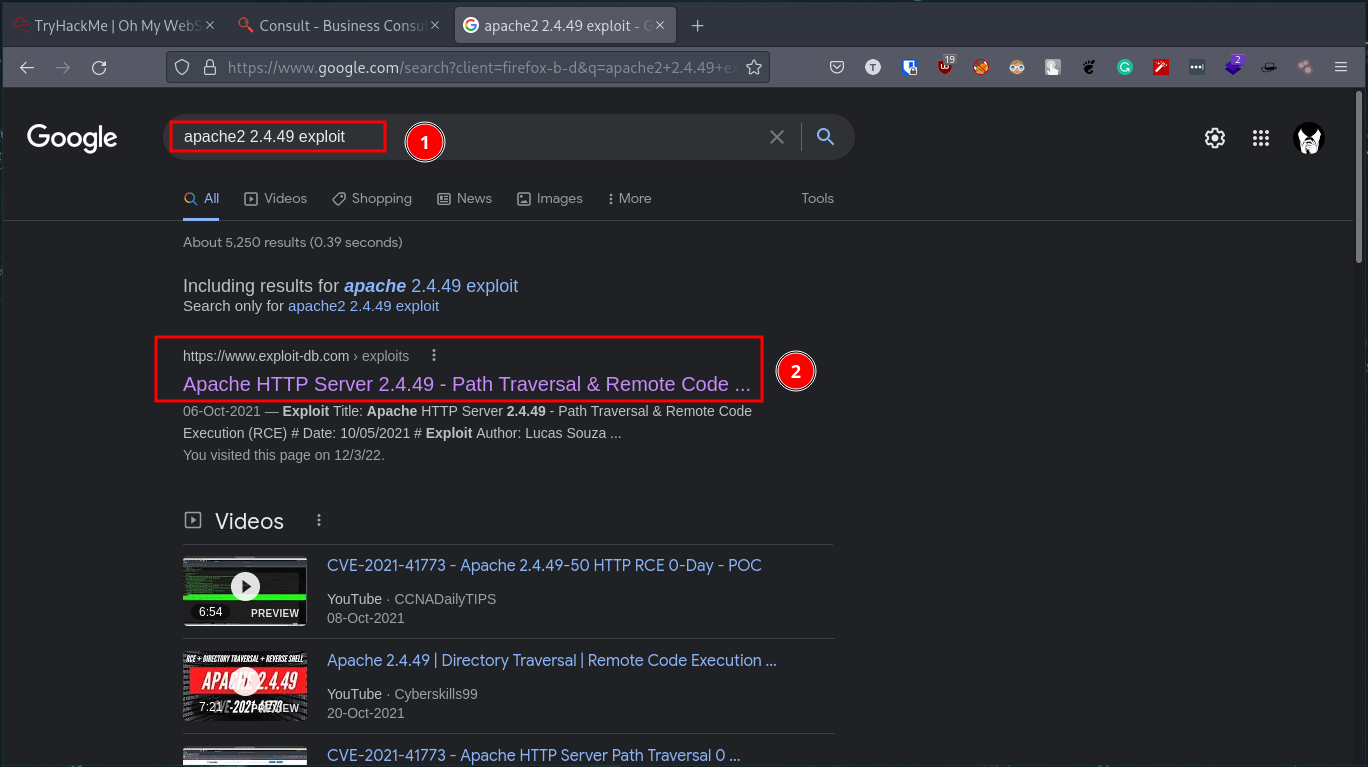 TryHackMe | Oh My WebS
Consult - Business Consul
apache2 2.4.49 exploit - G
https://www.google.com/search?client=firefox-b-d&q=apache2+2.4.49+ex
19
2
Google
apache2 2.4.49 exploit
1
All
Videos
Shopping
News
Images
More
Tools
About 5,250 results (0.39 seconds)
Including results for apache 2.4.49 exploit
Search only for apache2 2.4.49 exploit
https://www.exploit-db.com › exploits
Apache HTTP Server 2.4.49 - Path Traversal & Remote Code ...
2
06-Oct-2021 — Exploit Title: Apache HTTP Server 2.4.49 - Path Traversal & Remote Code
Execution (RCE) # Date: 10/05/2021 # Exploit Author: Lucas Souza ...
You visited this page on 12/3/22.
Videos
CVE-2021-41773 - Apache 2.4.49-50 HTTP RCE 0-Day - POC
6:54
PREVIEW
YouTube · CCNADailyTIPS
08-Oct-2021
RCE + DIRECTORY TRAVERSAL + REVERSE SHELL
APACHE 2.4.49
CVE-2021-41773
7:21
PREVIEW
Apache 2.4.49 | Directory Traversal | Remote Code Execution ...
YouTube · Cyberskills99
20-Oct-2021
CVE-2021-41773 - Apache HTTP Server Path Traversal 0 ...